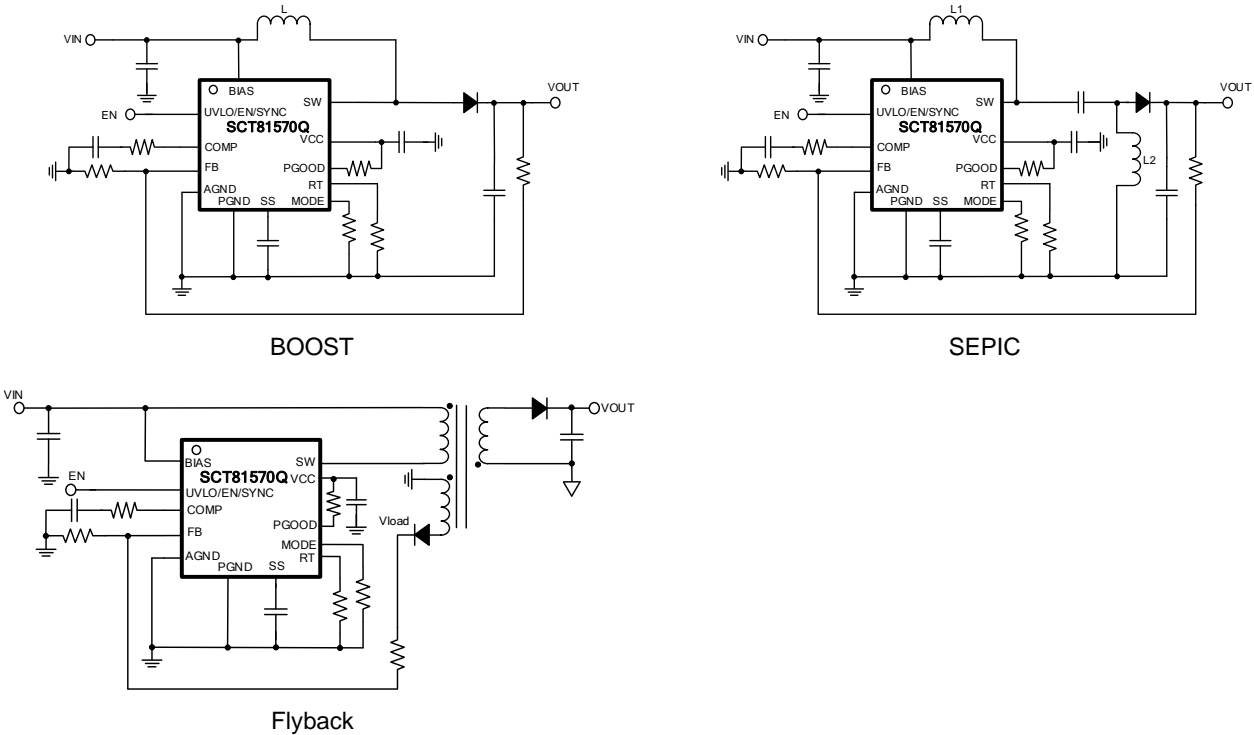 L
VIN
BIAS
SW
VOUT
EN
UVLO/EN/SYNC
SCT81570Q
VCC
COMP
PGOOD
FB
RT
AGND
MODE
PGND SS
BOOST
L1
VIN
BIAS
SW
VOUT
EN
UVLO/EN/SYNC
SCT81570Q
VCC
COMP
L2
PGOOD
FB
RT
AGND
MODE
PGND SS
SEPIC
VIN
VOUT
BIAS
SW
SCT81570Q
VCC
EN
UVLO/EN/SYNC
COMP
PGOOD
Vload
FB
MODE
AGND
RT
PGND SS
Flyback